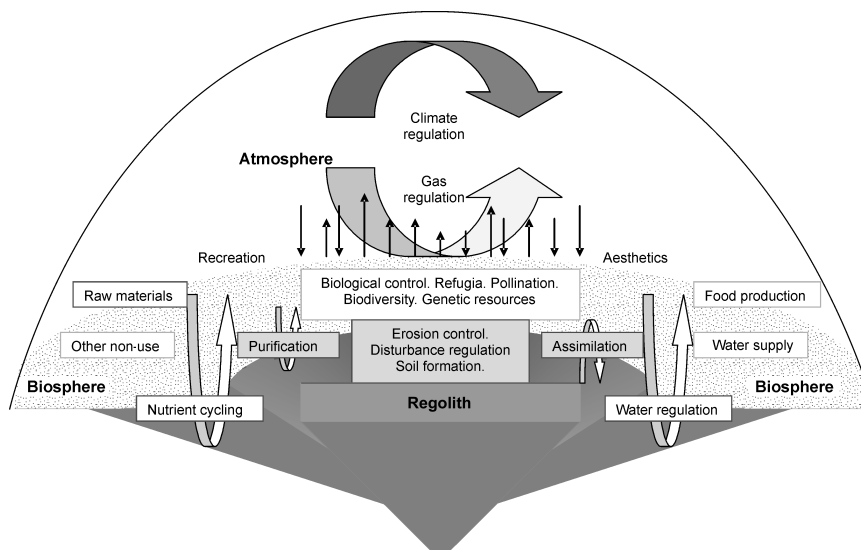 Climate
regulation
Atmosphere
Gas
regulation
Recreation
Aesthetics
Biological control. Refugia. Pollination.
Biodiversity. Genetic resources
Raw materials
Food production
Erosion control.
Disturbance regulation
Soil formation.
Other non-use
Purification
Assimilation
Water supply
Biosphere
Biosphere
Regolith
Nutrient cycling
Water regulation